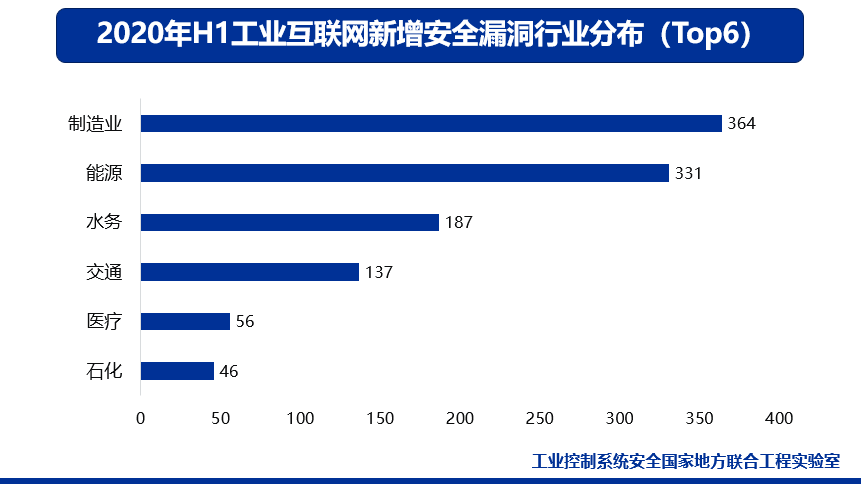 2020年H1工业互联网新增安全漏洞行业分布（Top6）
制造业 364
能源 331
水务 187
交通 137
医疗 56
石化 46
0 50 100 150 200 250 300 350 400
工业控制系统安全国家地方联合工程实验室